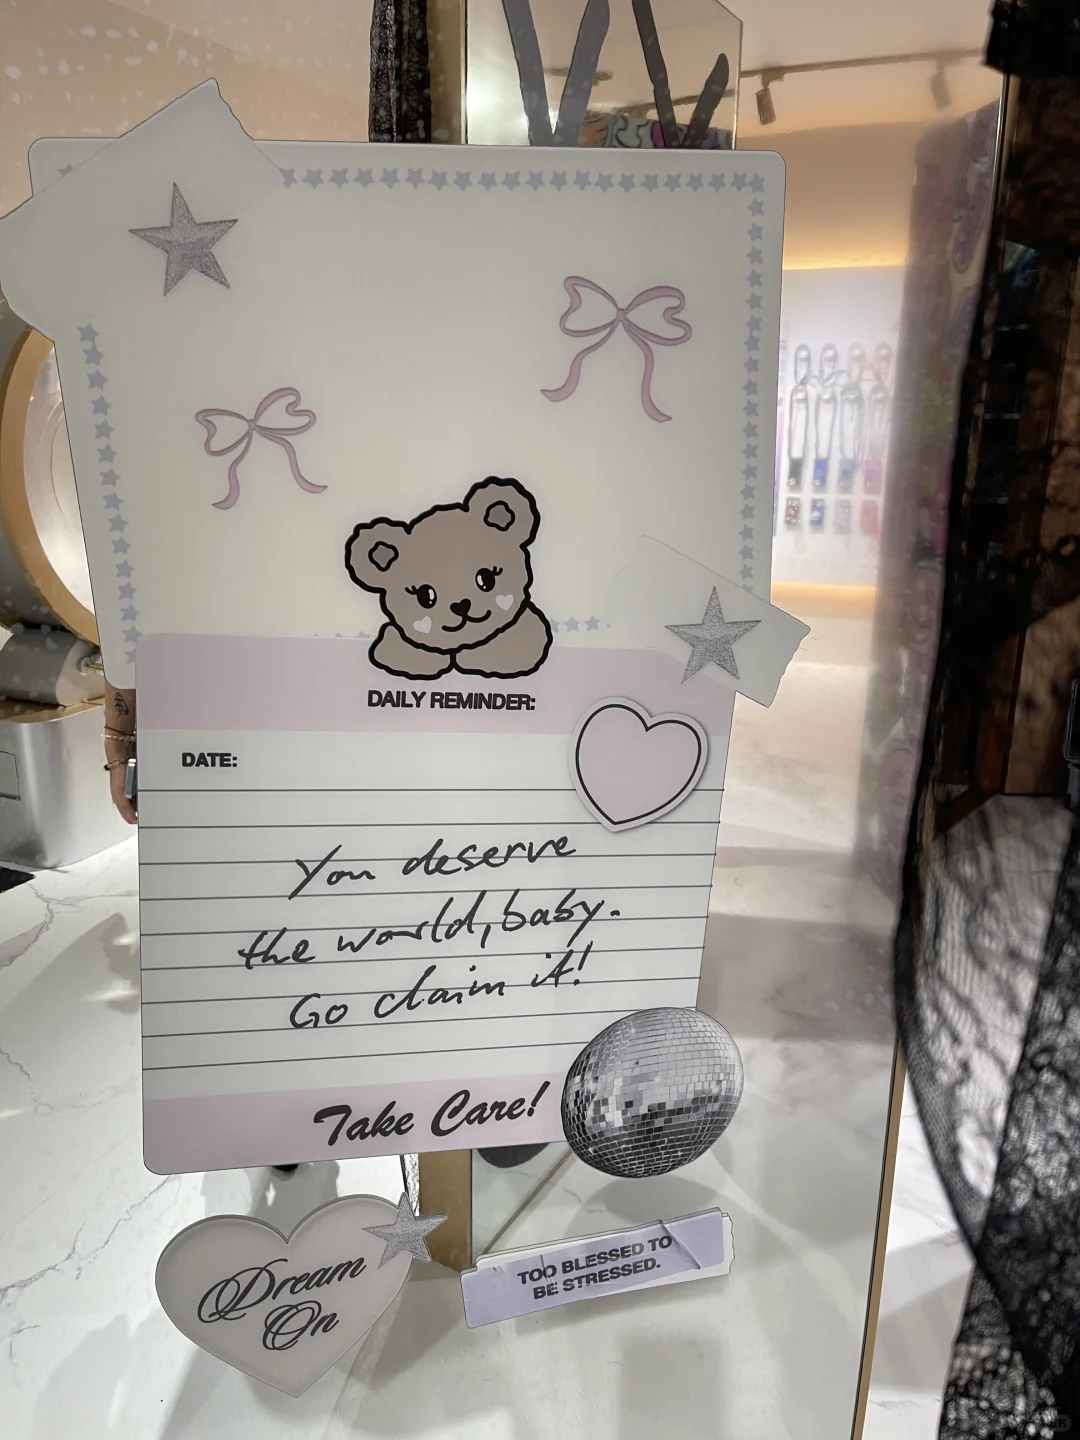 DAILY REMINDER:
DATE:
You deserve
the world, baby.
Go claim it!
Take Care!
Dream
On
TOO BLESSED TO
BE STRESSED.